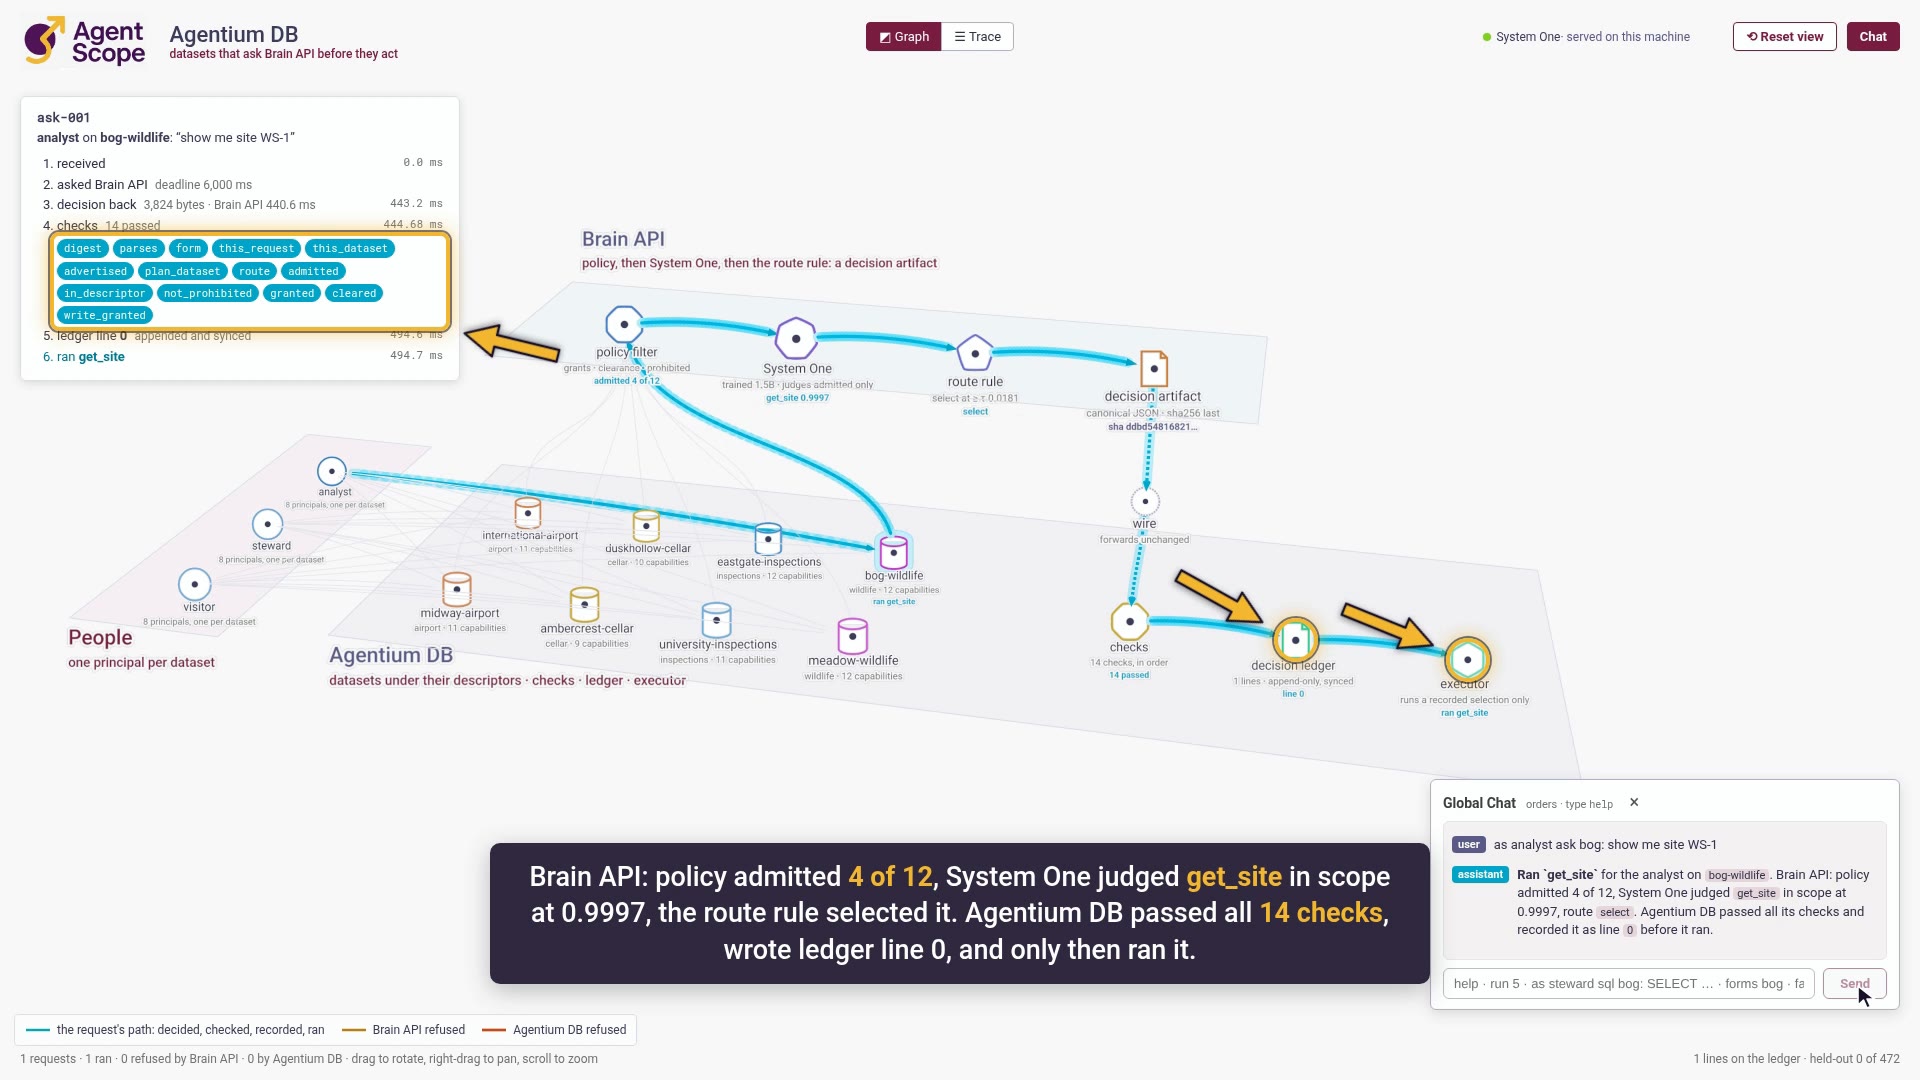 Agent Scope
Agentium DB
datasets that ask Brain API before they act
Graph
Trace
System One · served on this machine
Reset view
Chat
ask-001
analyst on bog-wildlife: “show me site WS-1”
1. received 0.0 ms
2. asked Brain API deadline 6,000 ms
3. decision back 3,824 bytes · Brain API 440.6 ms 443.2 ms
4. checks 14 passed 444.68 ms
digest parses form this_request this_dataset
advertised plan_dataset route admitted
in_descriptor not_prohibited granted cleared
write_granted
5. ledger line 0 appended and synced 494.6 ms
6. ran get_site 494.7 ms
Brain API
policy, then System One, then the route rule: a decision artifact
policy filter
grants · clearance · prohibited
admitted 4 of 12
System One
trained 1.5B · judges admitted only
get_site 0.9997
route rule
select at ≥ τ 0.0181
select
decision artifact
canonical JSON · sha256 last
sha ddbd54816821...
wire
forwards unchanged
analyst
8 principals, one per dataset
steward
8 principals, one per dataset
visitor
8 principals, one per dataset
People
one principal per dataset
international-airport
airport · 11 capabilities
duskhollow-cellar
cellar · 10 capabilities
eastgate-inspections
inspections · 12 capabilities
bog-wildlife
wildlife · 12 capabilities
ran get_site
midway-airport
airport · 11 capabilities
ambercrest-cellar
cellar · 9 capabilities
university-inspections
inspections · 11 capabilities
meadow-wildlife
wildlife · 12 capabilities
Agentium DB
datasets under their descriptors · checks · ledger · executor
checks
14 checks, in order
14 passed
decision ledger
1 lines · append-only, synced
line 0
executor
runs a recorded selection only
ran get_site
Brain API: policy admitted 4 of 12, System One judged get_site in scope
at 0.9997, the route rule selected it. Agentium DB passed all 14 checks,
wrote ledger line 0, and only then ran it.
Global Chat orders · type help ×
user as analyst ask bog: show me site WS-1
assistant Ran `get_site` for the analyst on bog-wildlife. Brain API: policy
admitted 4 of 12, System One judged get_site in scope at
0.9997, route select. Agentium DB passed all its checks and
recorded it as line 0 before it ran.
help · run 5 · as steward sql bog: SELECT … · forms bog · fa
Send
the request's path: decided, checked, recorded, ran
Brain API refused
Agentium DB refused
1 requests · 1 ran · 0 refused by Brain API · 0 by Agentium DB · drag to rotate, right-drag to pan, scroll to zoom
1 lines on the ledger · held-out 0 of 472